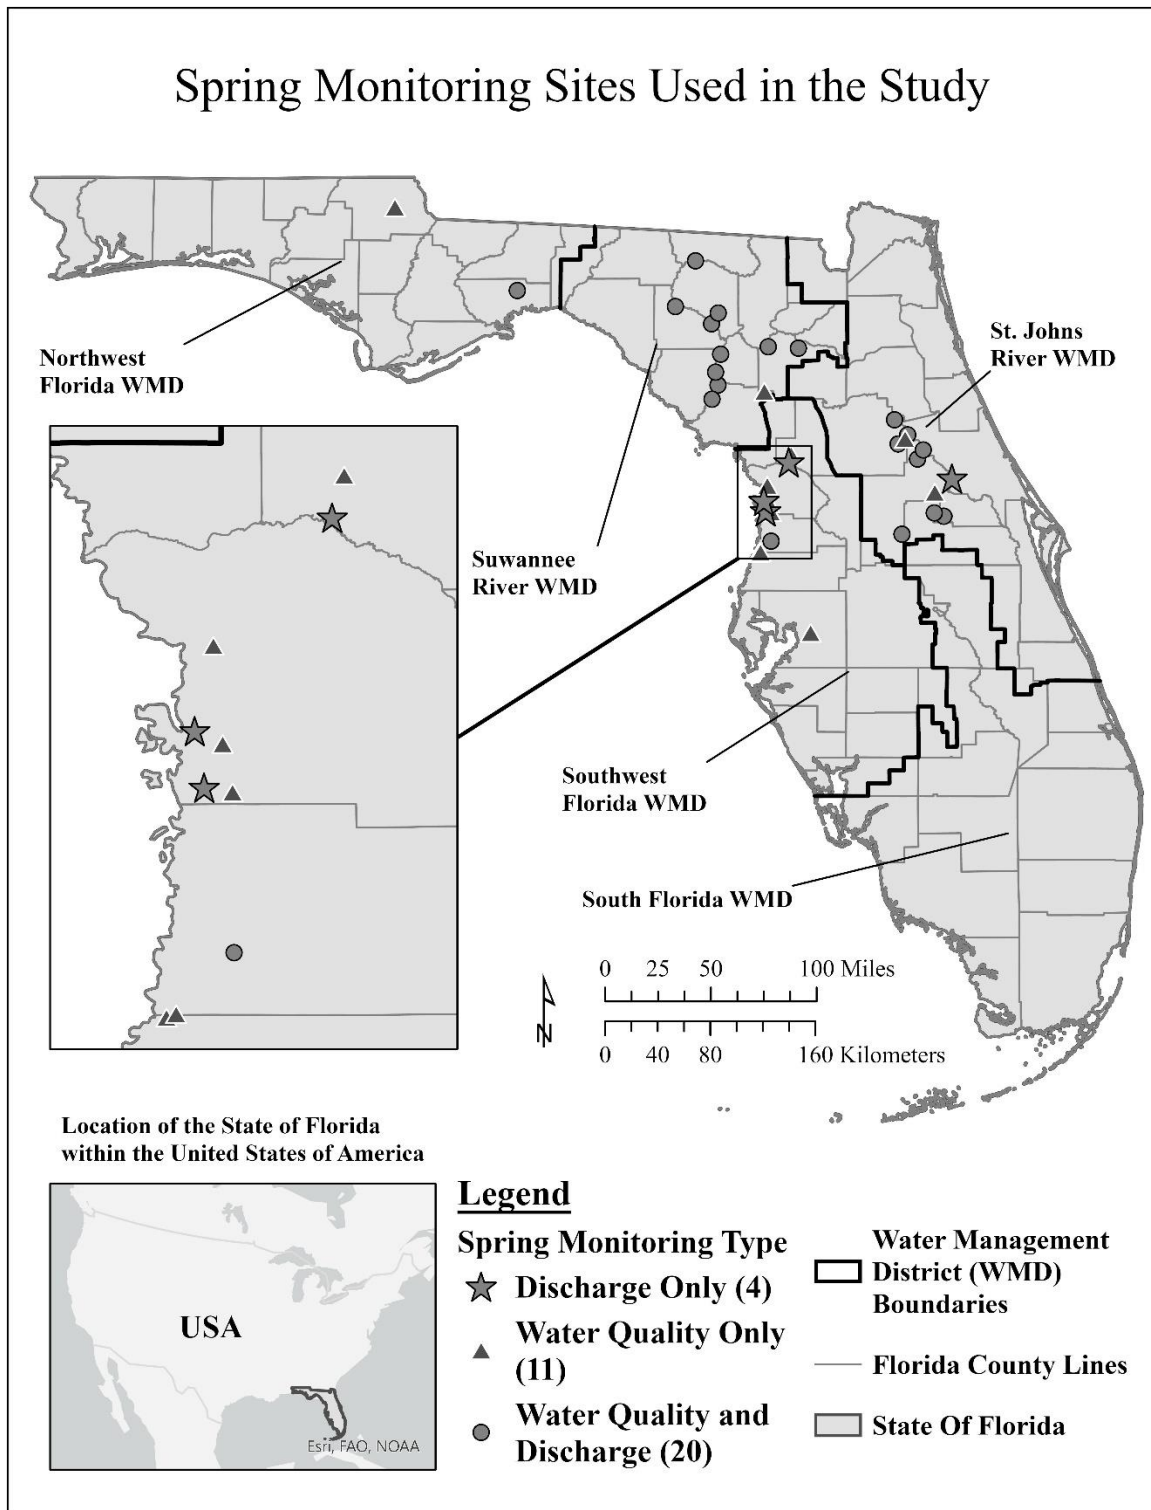 Spring Monitoring Sites Used in the Study
Northwest
Florida WMD
St. Johns
River WMD
Suwannee
River WMD
Southwest
Florida WMD
South Florida WMD
0 25 50 100 Miles
0 40 80 160 Kilometers
N
Location of the State of Florida
within the United States of America
USA
Esri, FAO, NOAA
Legend
Spring Monitoring Type
Discharge Only (4)
Water Quality Only
(11)
Water Quality and
Discharge (20)
Water Management
District (WMD)
Boundaries
Florida County Lines
State Of Florida